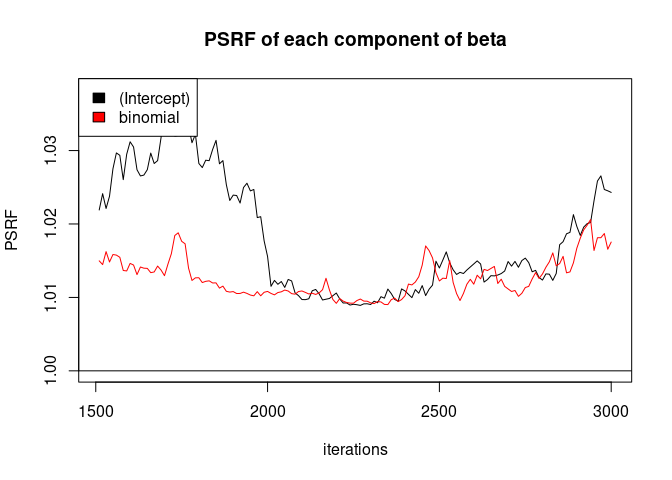 PSRF of each component of beta
(Intercept)
binomial
PSRF
1.03
1.02
1.01
1.00
1500 2000 2500 3000
iterations